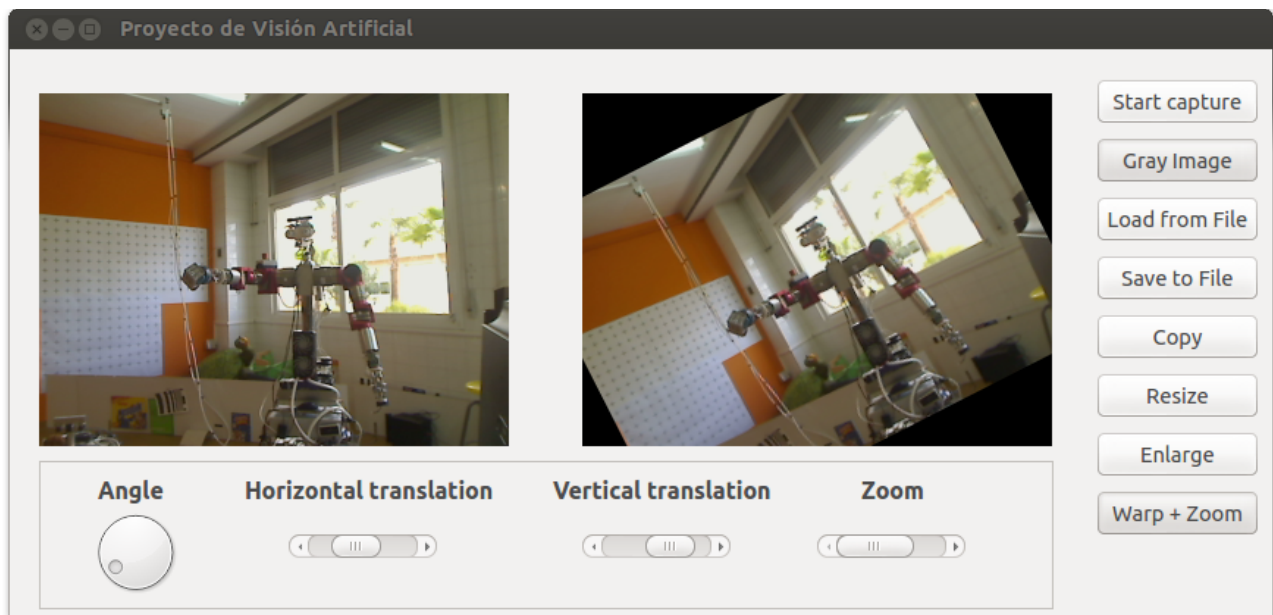 Proyecto de Visión Artificial
Start capture
Gray Image
Load from File
Save to File
Copy
Resize
Enlarge
Warp + Zoom
Angle Horizontal translation Vertical translation Zoom